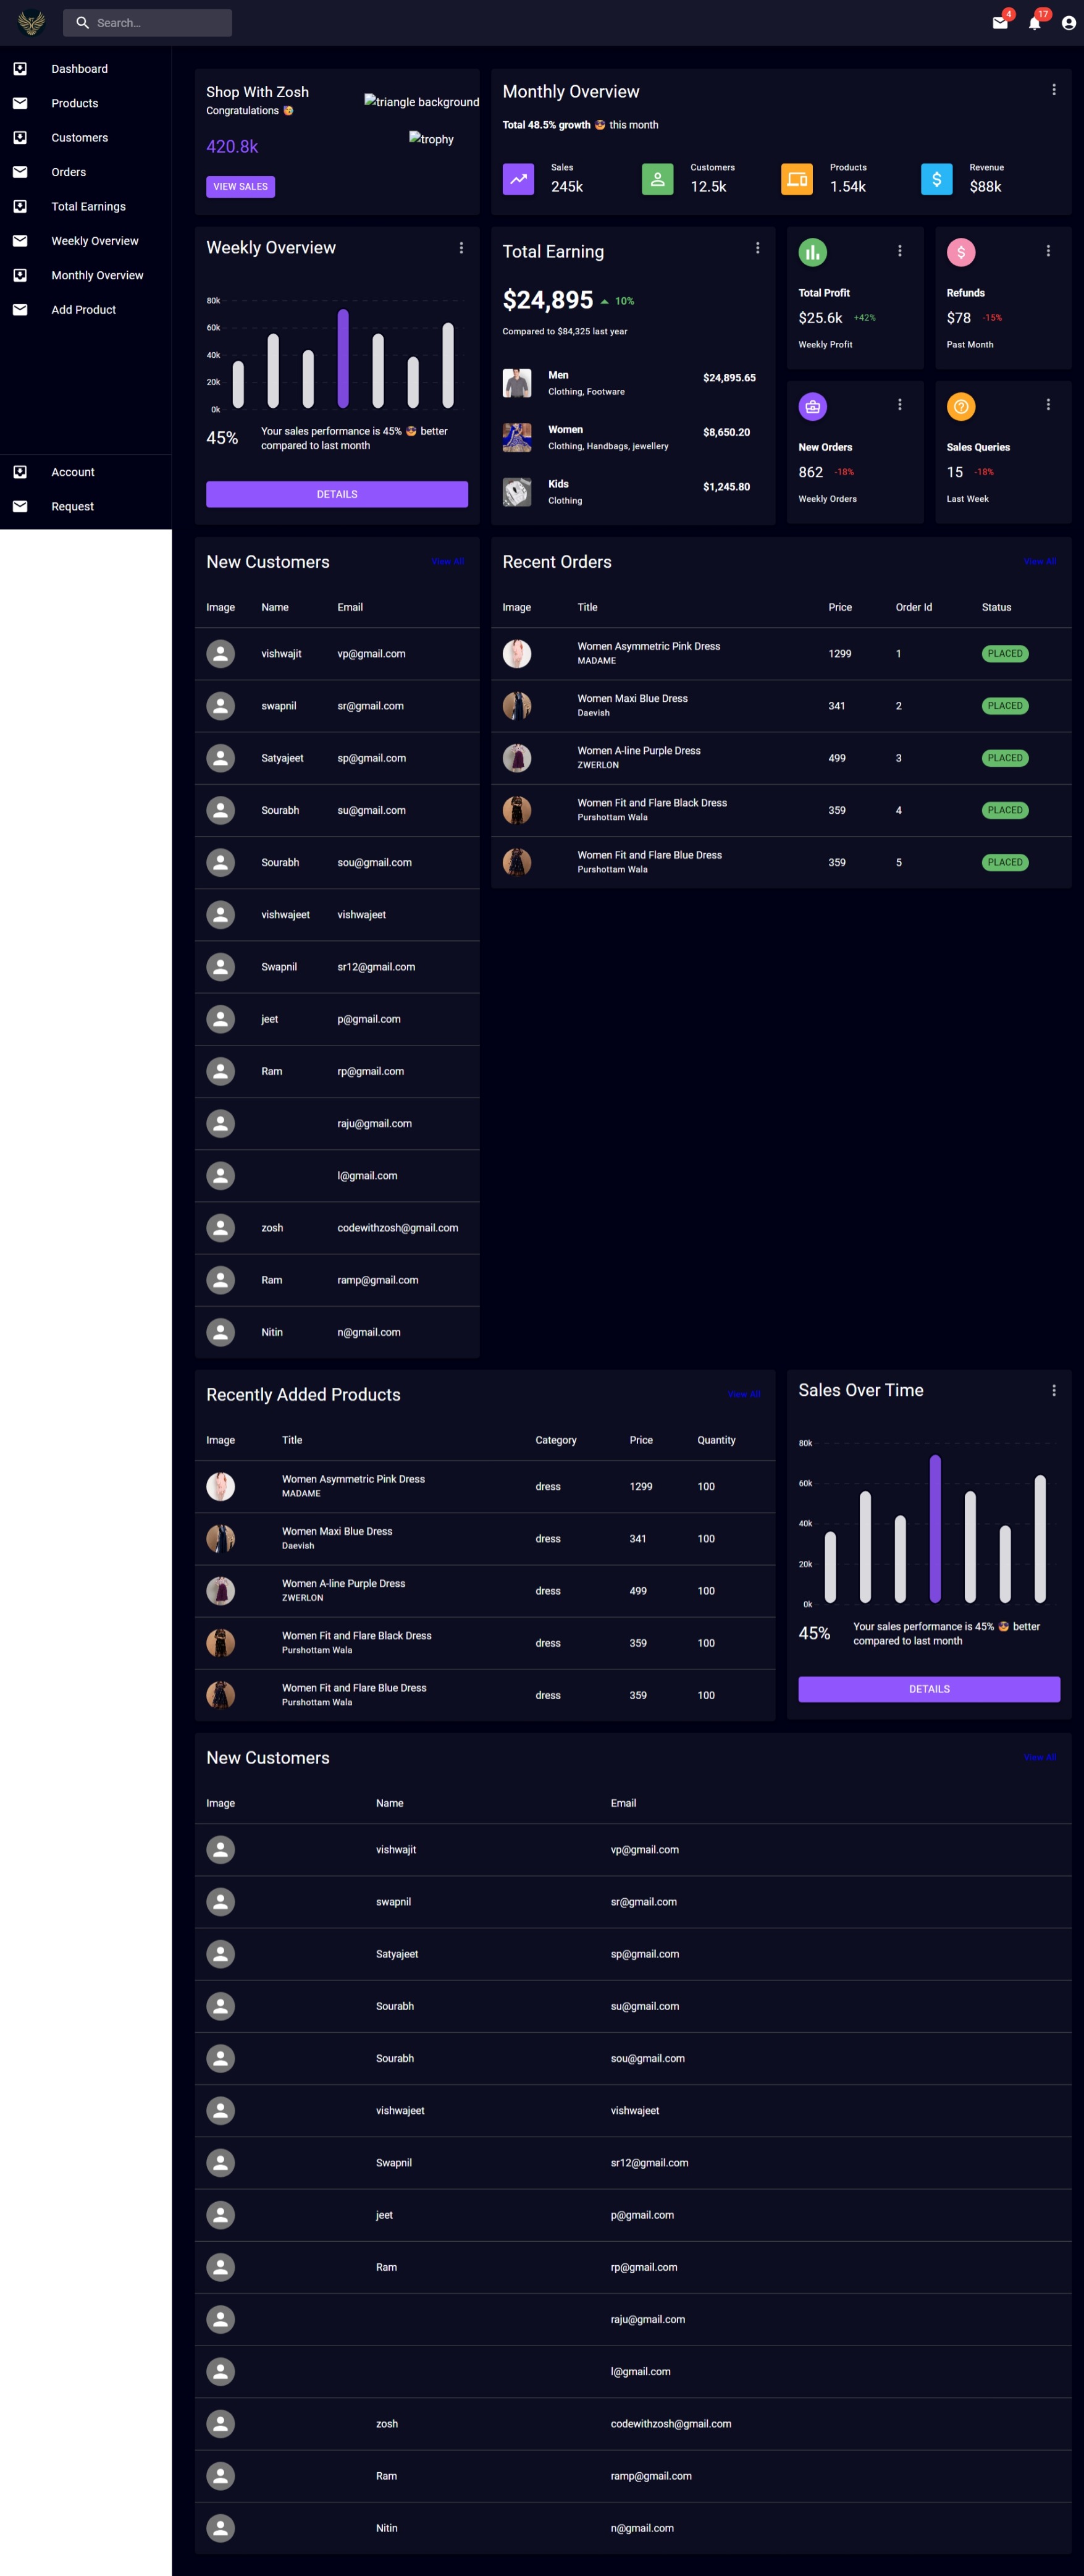 Search...
4
17
Dashboard
Products
Customers
Orders
Total Earnings
Weekly Overview
Monthly Overview
Add Product
Account
Request
Shop With Zosh
Congratulations 🥳
420.8k
VIEW SALES
triangle background
trophy
Monthly Overview
Total 48.5% growth 😎 this month
Sales
245k
Customers
12.5k
Products
1.54k
Revenue
$88k
Weekly Overview
80k
60k
40k
20k
0k
45%
Your sales performance is 45% 😎 better
compared to last month
DETAILS
Total Earning
$24,895 10%
Compared to $84,325 last year
Men
Clothing, Footware
$24,895.65
Women
Clothing, Handbags, jewellery
$8,650.20
Kids
Clothing
$1,245.80
Total Profit
$25.6k +42%
Weekly Profit
Refunds
$78 -15%
Past Month
New Orders
862 -18%
Weekly Orders
Sales Queries
15 -18%
Last Week
New Customers View All
Image Name Email
vishwajit vp@gmail.com
swapnil sr@gmail.com
Satyajeet sp@gmail.com
Sourabh su@gmail.com
Sourabh sou@gmail.com
vishwajeet vishwajeet
Swapnil sr12@gmail.com
jeet p@gmail.com
Ram rp@gmail.com
raju@gmail.com
l@gmail.com
zosh codewithzosh@gmail.com
Ram ramp@gmail.com
Nitin n@gmail.com
Recent Orders View All
Image Title Price Order Id Status
Women Asymmetric Pink Dress
MADAME
1299 1 PLACED
Women Maxi Blue Dress
Daevish
341 2 PLACED
Women A-line Purple Dress
ZWERLON
499 3 PLACED
Women Fit and Flare Black Dress
Purshottam Wala
359 4 PLACED
Women Fit and Flare Blue Dress
Purshottam Wala
359 5 PLACED
Recently Added Products View All
Image Title Category Price Quantity
Women Asymmetric Pink Dress
MADAME
dress 1299 100
Women Maxi Blue Dress
Daevish
dress 341 100
Women A-line Purple Dress
ZWERLON
dress 499 100
Women Fit and Flare Black Dress
Purshottam Wala
dress 359 100
Women Fit and Flare Blue Dress
Purshottam Wala
dress 359 100
Sales Over Time
80k
60k
40k
20k
0k
45%
Your sales performance is 45% 😎 better
compared to last month
DETAILS
New Customers View All
Image Name Email
vishwajit vp@gmail.com
swapnil sr@gmail.com
Satyajeet sp@gmail.com
Sourabh su@gmail.com
Sourabh sou@gmail.com
vishwajeet vishwajeet
Swapnil sr12@gmail.com
jeet p@gmail.com
Ram rp@gmail.com
raju@gmail.com
l@gmail.com
zosh codewithzosh@gmail.com
Ram ramp@gmail.com
Nitin n@gmail.com